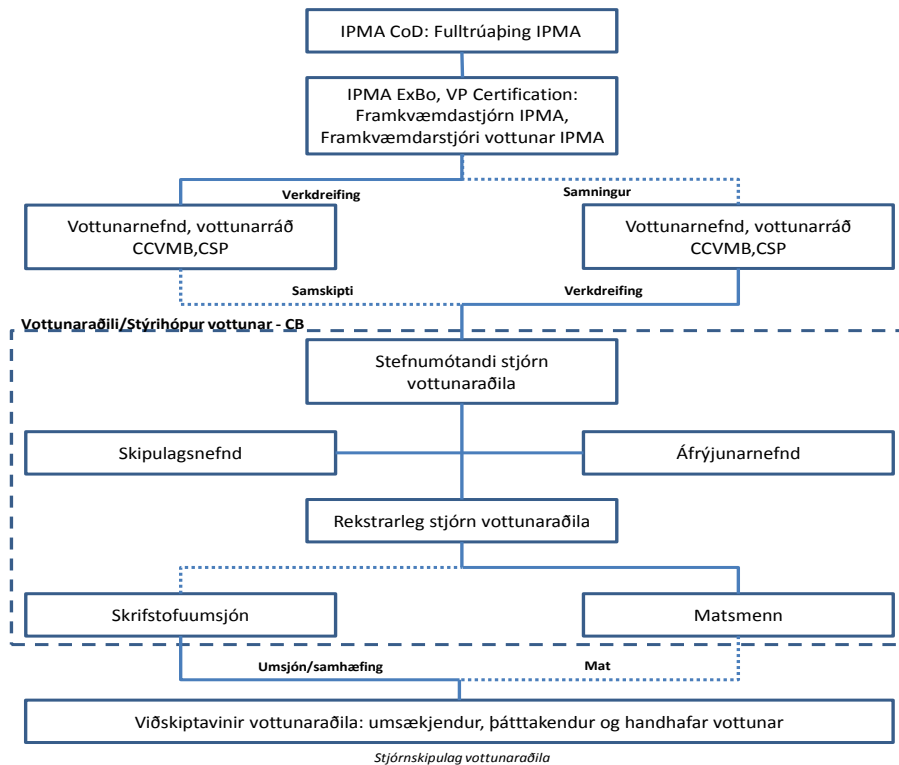 IPMA CoD: Fulltrúaþing IPMA
IPMA ExBo, VP Certification:
Framkvæmdastjórn IPMA,
Framkvæmdarstjóri vottunar IPMA
Verkdreifing
Samningur
Vottunarnefnd, vottunarráð
CCVMB,CSP
Vottunarnefnd, vottunarráð
CCVMB,CSP
Samskipti
Verkdreifing
Vottunaraðili/Stýrihópur vottunar - CB
Stefnumótandi stjórn
vottunaraðila
Skipulagsnefnd
Áfrýjunarnefnd
Rekstrarleg stjórn vottunaraðila
Skrifstofuumsjón
Matsmenn
Umsjón/samhæfing
Mat
Viðskiptavinir vottunaraðila: umsækjendur, þátttakendur og handhafar vottunar
Stjórnskipulag vottunaraðila